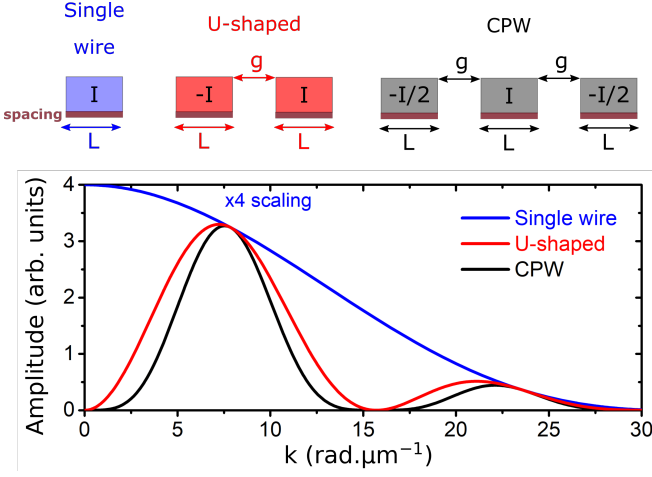 Single
wire
U-shaped
CPW
g
g
g
I
-I
I
-I/2
I
-I/2
spacing
L
L
L
L
L
L
4
3
2
1
0
Amplitude (arb. units)
x4 scaling
Single wire
U-shaped
CPW
0
5
10
15
20
25
30
k (rad.μm⁻¹)